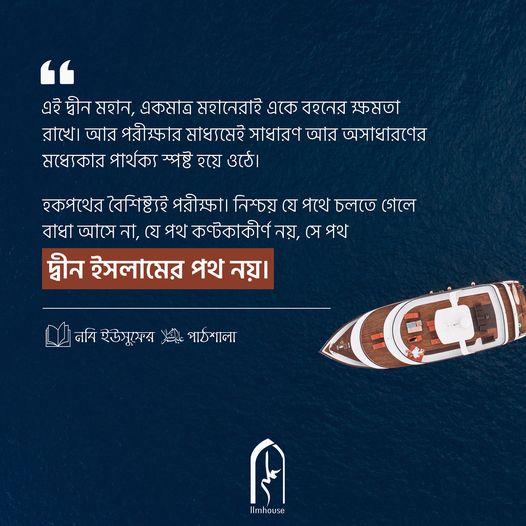 এই দ্বীন মহান, একমাত্র মহানেরাই একে বহনের ক্ষমতা
রাখে। আর পরীক্ষার মাধ্যমেই সাধারণ আর অসাধারণের
মধ্যেকার পার্থক্য স্পষ্ট হয়ে ওঠে।
হকপথের বৈশিষ্ট্যই পরীক্ষা। নিশ্চয় যে পথে চলতে গেলে
বাধা আসে না, যে পথ কণ্টকাকীর্ণ নয়, সে পথ
দ্বীন ইসলামের পথ নয়।
নবি ইউসুফের পাঠশালা
Ilmhouse